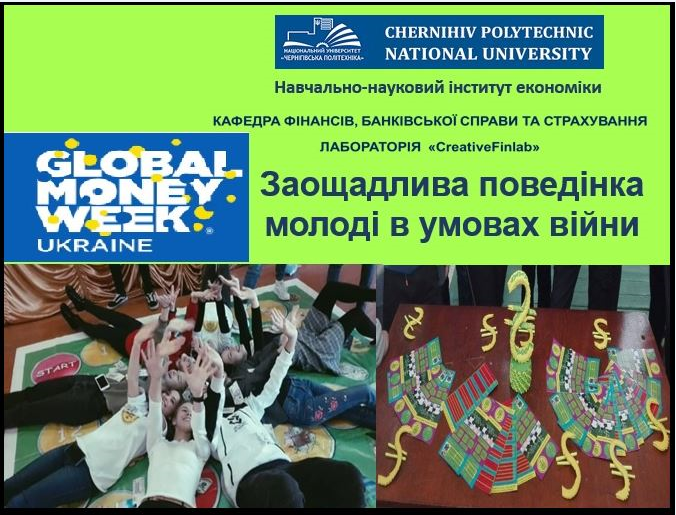 CHERNIHIV POLYTECHNIC
NATIONAL UNIVERSITY
НАЦІОНАЛЬНИЙ УНІВЕРСИТЕТ
«ЧЕРНІГІВСЬКА ПОЛІТЕХНІКА»
Навчально-науковий інститут економіки
КАФЕДРА ФІНАНСІВ, БАНКІВСЬКОЇ СПРАВИ ТА СТРАХУВАННЯ
ЛАБОРАТОРІЯ «CreativeFinlab»
GLOBAL
MONEY
WEEK®
UKRAINE
Заощадлива поведінка
молоді в умовах війни
START